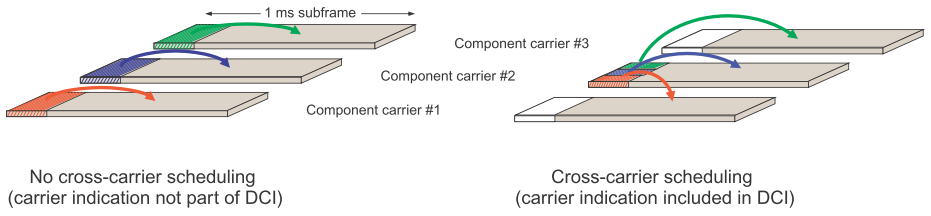 1 ms subframe
Component carrier #3
Component carrier #2
Component carrier #1
No cross-carrier scheduling
(carrier indication not part of DCI)
Cross-carrier scheduling
(carrier indication included in DCI)